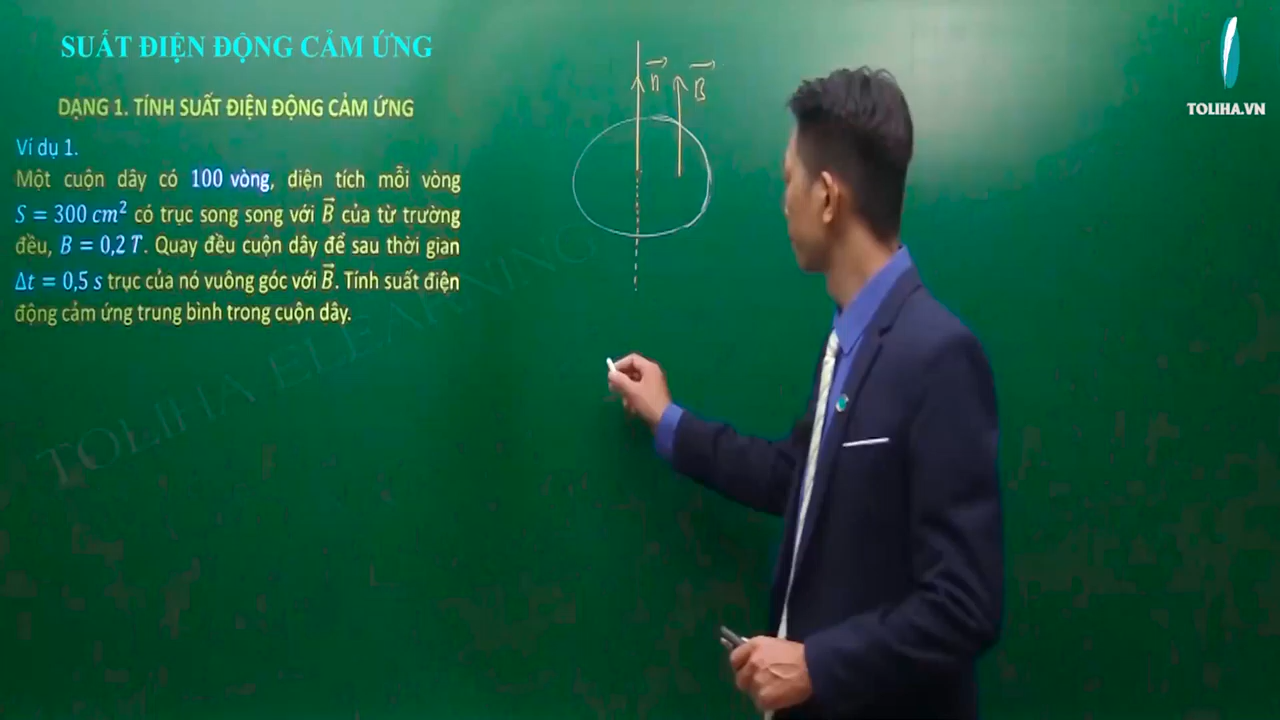 SUẤT ĐIỆN ĐỘNG CẢM ỨNG
TOLIHA.VN
DẠNG 1. TÍNH SUẤT ĐIỆN ĐỘNG CẢM ỨNG
Ví dụ 1.
Một cuộn dây có 100 vòng, diện tích mỗi vòng
S = 300 cm² có trục song song với B⃗ của từ trường
đều, B = 0,2 T. Quay đều cuộn dây để sau thời gian
Δt = 0,5 s trục của nó vuông góc với B⃗. Tính suất điện
động cảm ứng trung bình trong cuộn dây.
n⃗ B⃗
TOLIHA ELEARNING